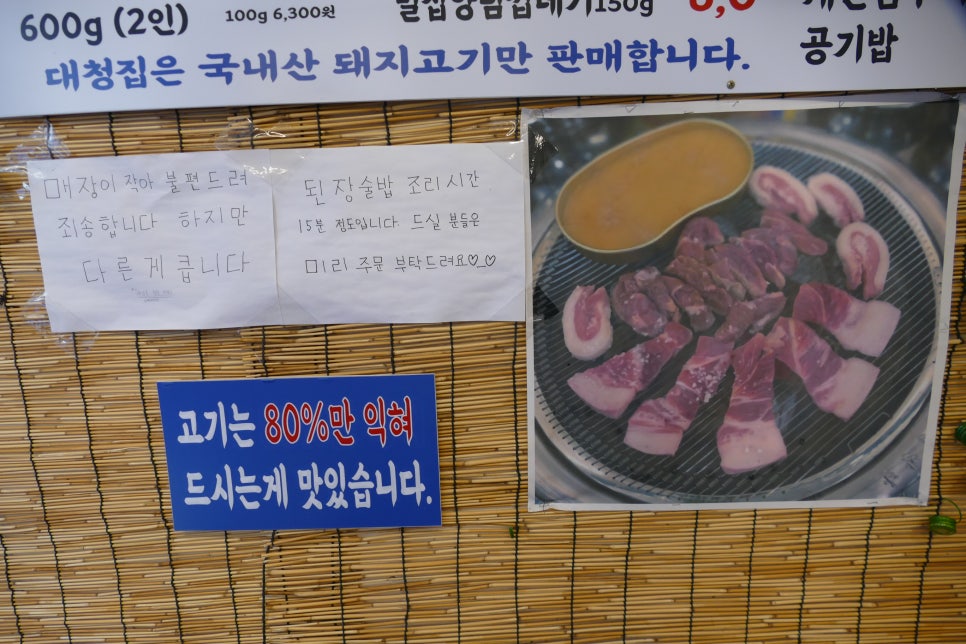 600g (2인)
100g 6,300원
150g
대청집은 국내산 돼지고기만 판매합니다.
공기밥
매장이 작아 불편드려
죄송합니다 하지만
다른게 큽니다
된장술밥 조리시간
15분 정도입니다. 드실 분들은
미리 주문 부탁드려요♡_♡
고기는 80%만 익혀
드시는게 맛있습니다.